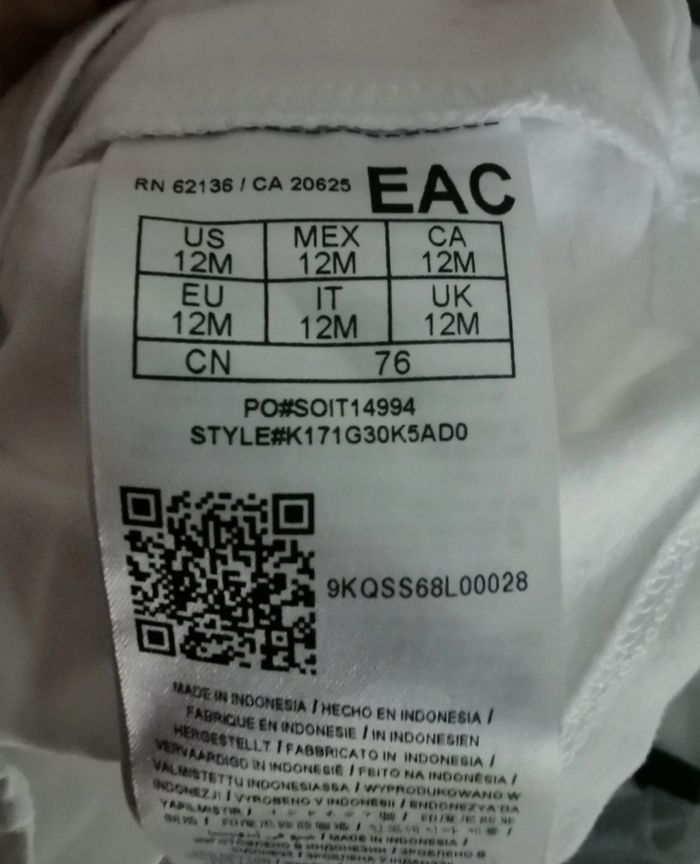 RN 62136 / CA 20625 EAC
US MEX CA
12M 12M 12M
EU IT UK
12M 12M 12M
CN 76
PO#SOIT14994
STYLE#K171G30K5AD0
9KQSS68L00028
MADE IN INDONESIA / HECHO EN INDONESIA /
FABRIQUE EN INDONESIE / IN INDONESIEN
HERGESTELLT / FABBRICATO IN INDONESIA /
VERVAARDIGD IN INDONESIË / FEITO NA INDONÉSIA /
VALMISTETTU INDONESIASSA / WYPRODUKOWANO W
INDONEZJI / VYROBENO V INDONÉSII / ENDONEZYA'DA
YAPILMISTIR /